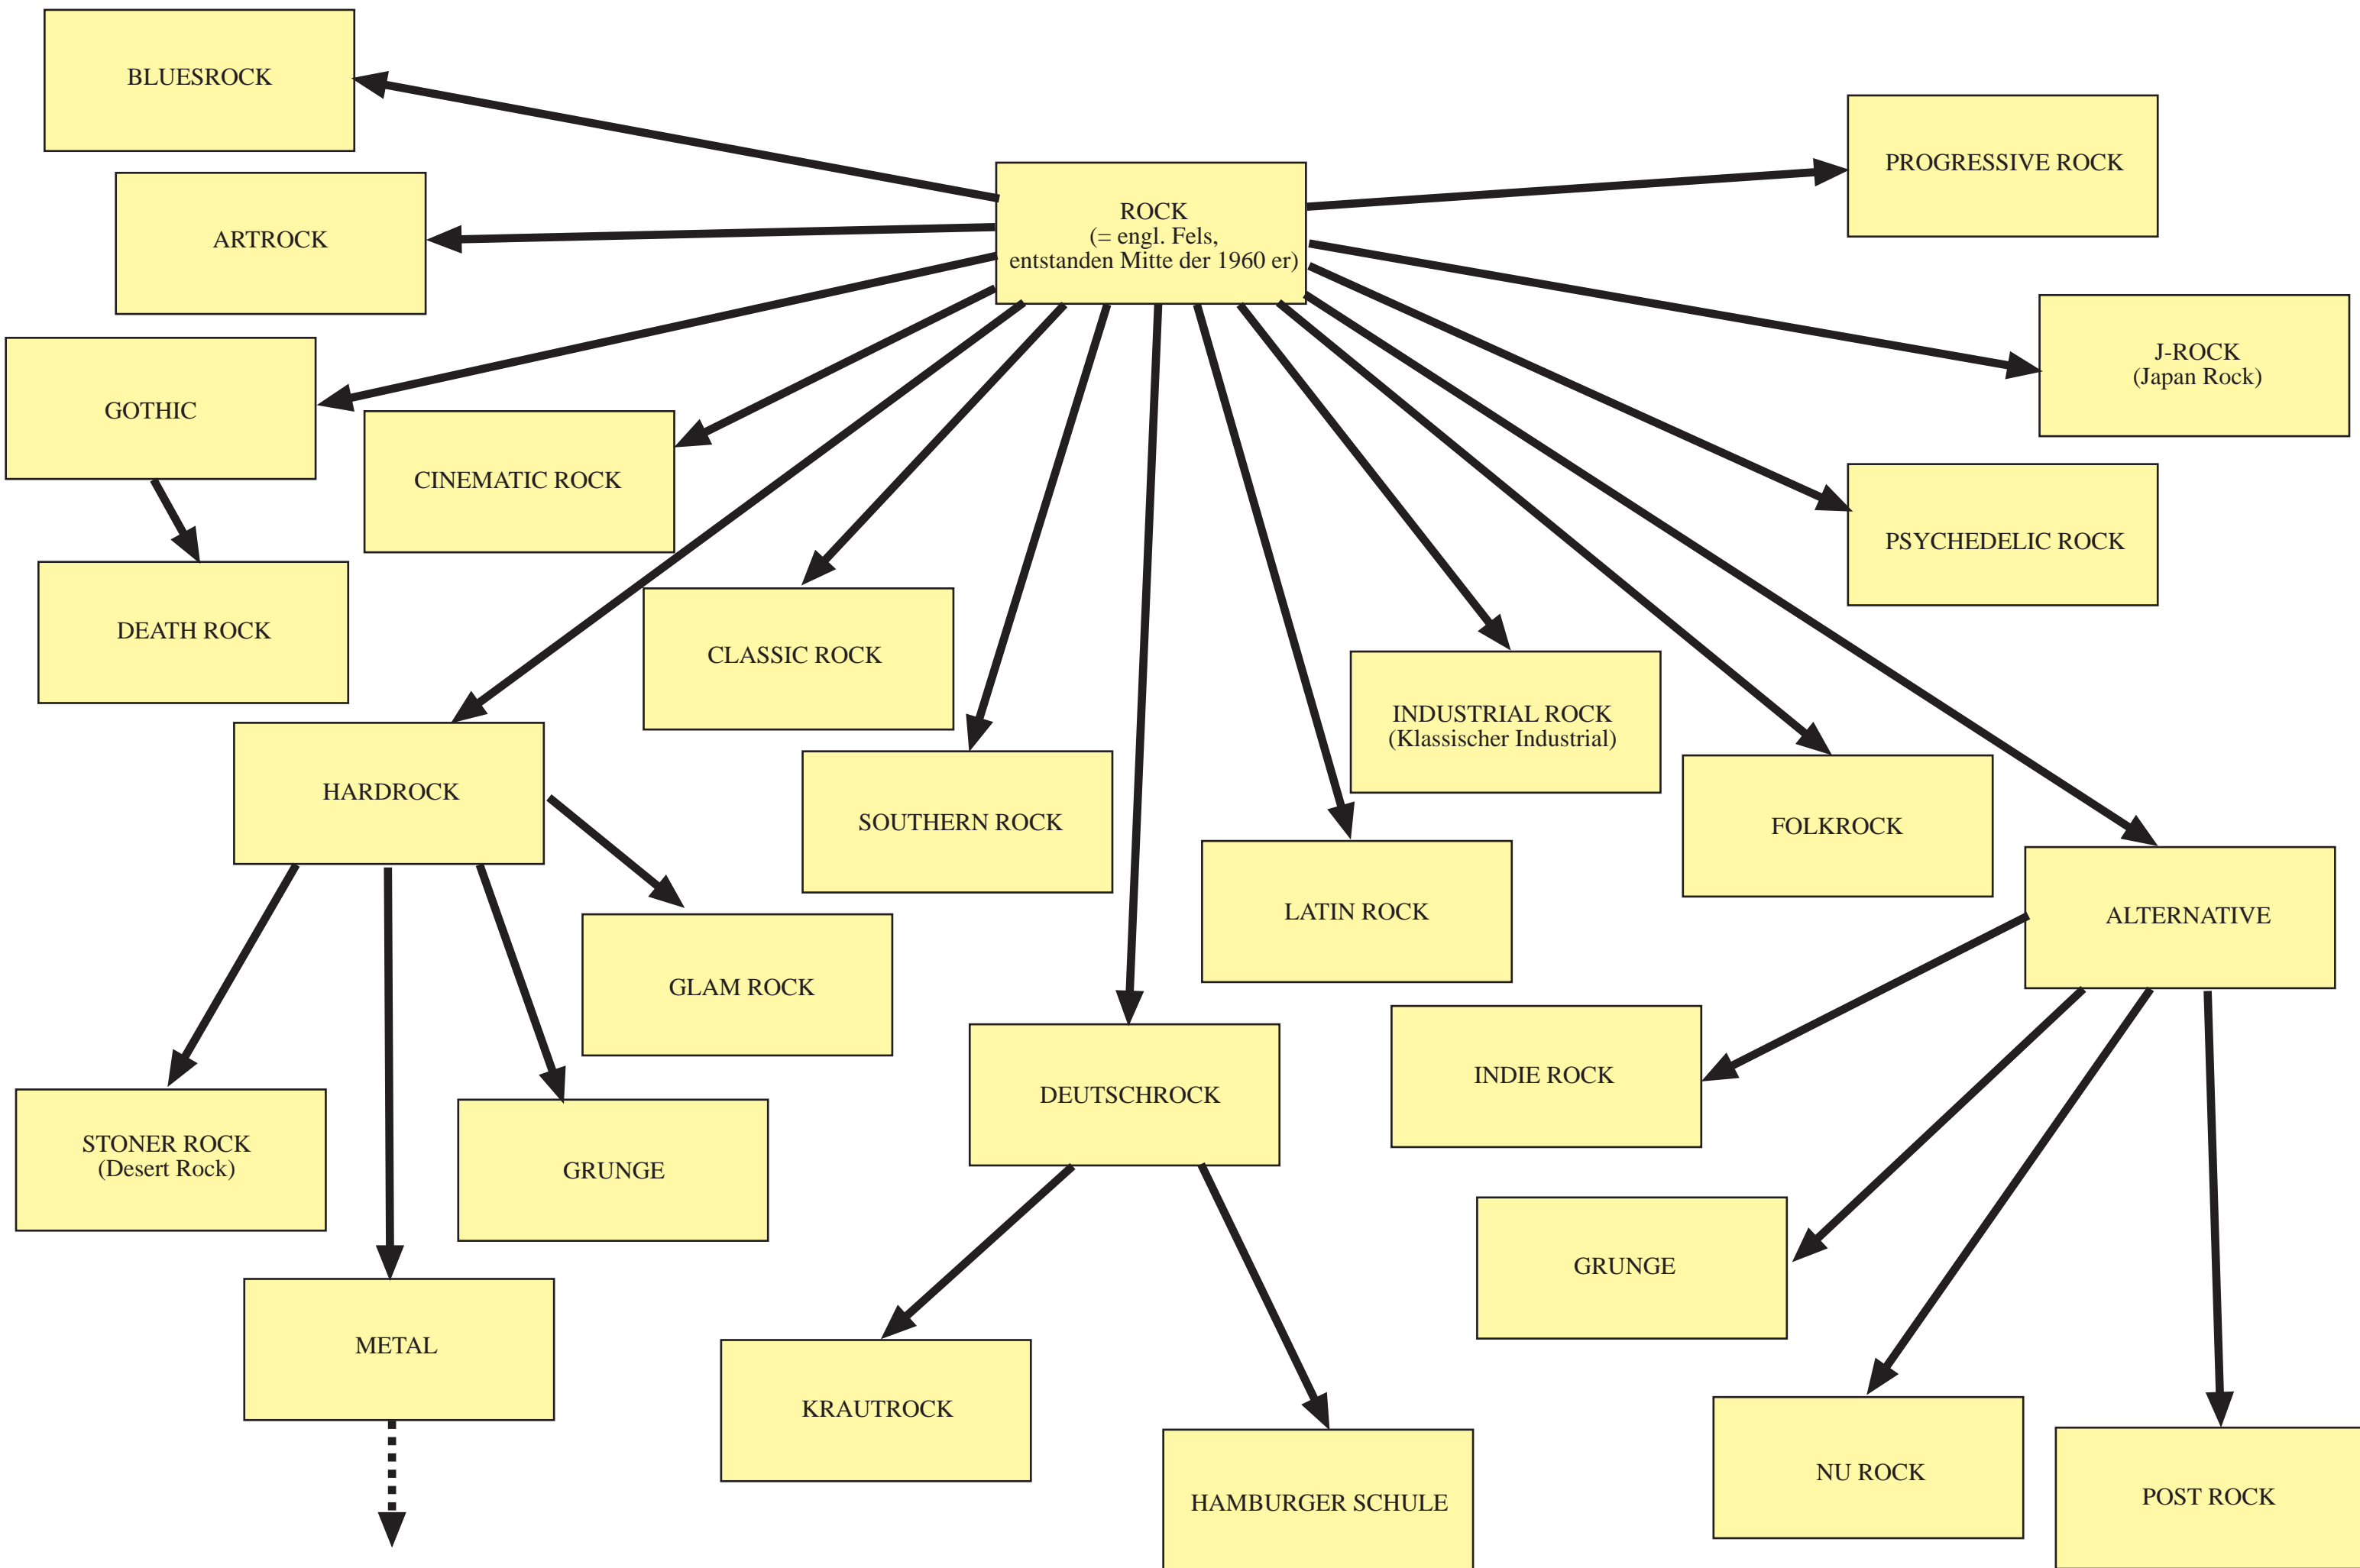 BLUESROCK
PROGRESSIVE ROCK
ROCK
(= engl. Fels,
entstanden Mitte der 1960 er)
ARTROCK
J-ROCK
(Japan Rock)
GOTHIC
CINEMATIC ROCK
PSYCHEDELIC ROCK
DEATH ROCK
CLASSIC ROCK
INDUSTRIAL ROCK
(Klassischer Industrial)
HARDROCK
SOUTHERN ROCK
FOLKROCK
LATIN ROCK
ALTERNATIVE
GLAM ROCK
INDIE ROCK
DEUTSCHROCK
STONER ROCK
(Desert Rock)
GRUNGE
GRUNGE
METAL
KRAUTROCK
NU ROCK
POST ROCK
HAMBURGER SCHULE